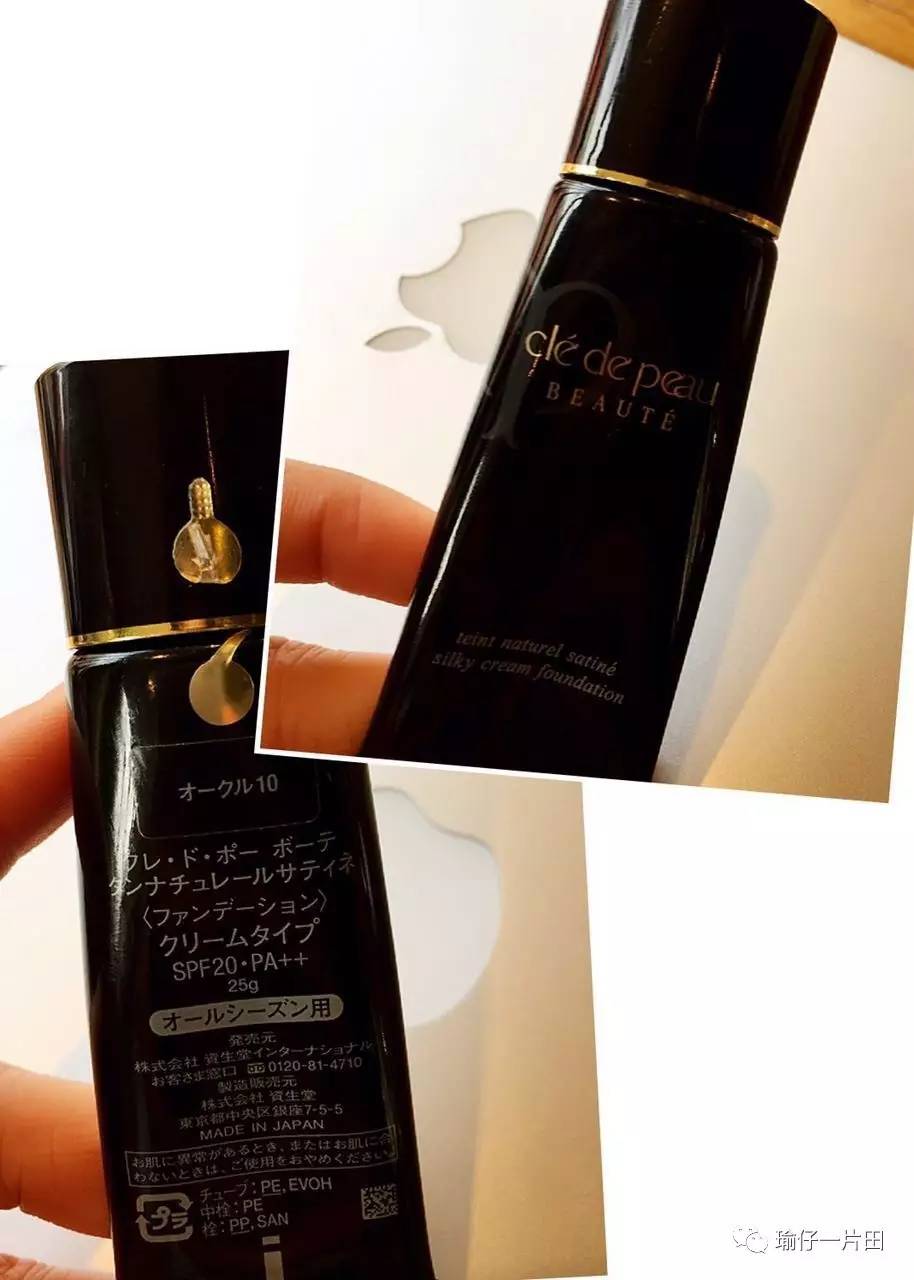 clé de peau
BEAUTÉ
teint naturel satiné
silky cream foundation
オークル10
クレ・ド・ポー ボーテ
タンナチュレールサティネ
〈ファンデーション〉
クリームタイプ
SPF20・PA++
25g
オールシーズン用
発売元
株式会社 資生堂インターナショナル
お客さま窓口 0120-81-4710
製造販売元
株式会社 資生堂
東京都中央区銀座7-5-5
MADE IN JAPAN
お肌に異常があるとき、またはお肌に合
わないときは、ご使用をおやめください。
プラ
チューブ：PE, EVOH
中栓：PE
栓：PP, SAN
瑜仔一片田